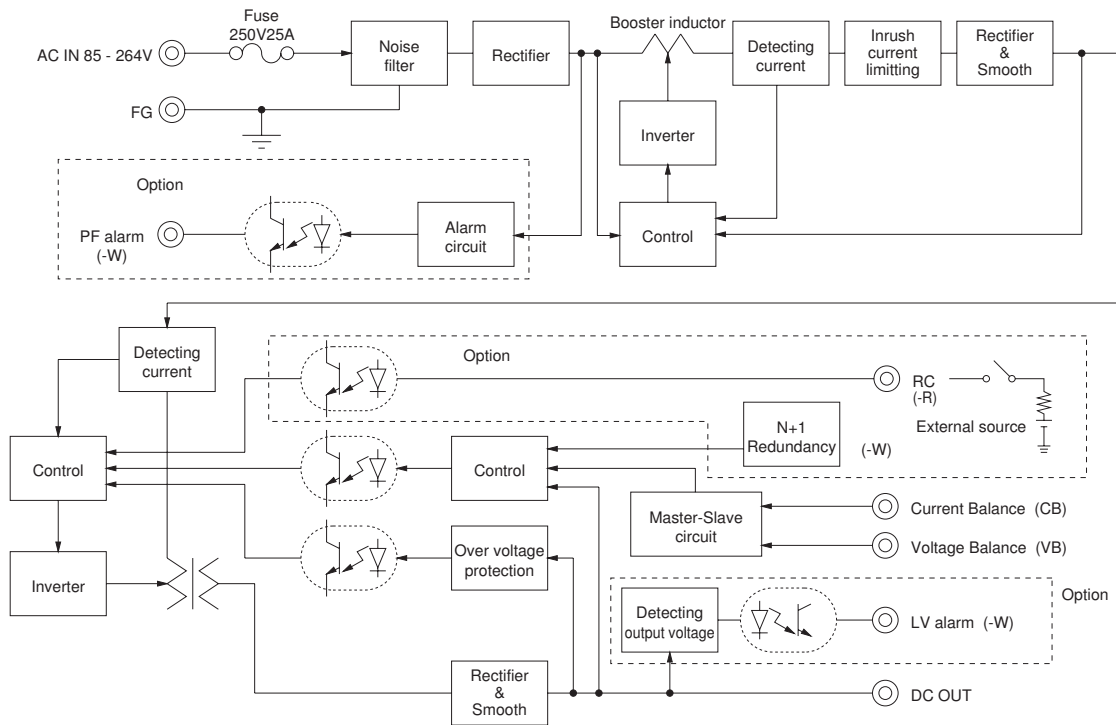 Fuse
250V25A
AC IN 85 - 264V
Noise
filter
Rectifier
Booster inductor
Detecting
current
Inrush
current
limitting
Rectifier
&
Smooth
FG
Inverter
Option
PF alarm
(-W)
Alarm
circuit
Control
Detecting
current
Option
RC
(-R)
External source
N+1
Redundancy
(-W)
Control
Control
Master-Slave
circuit
Current Balance (CB)
Voltage Balance (VB)
Inverter
Over voltage
protection
Option
Detecting
output voltage
LV alarm (-W)
Rectifier
&
Smooth
DC OUT